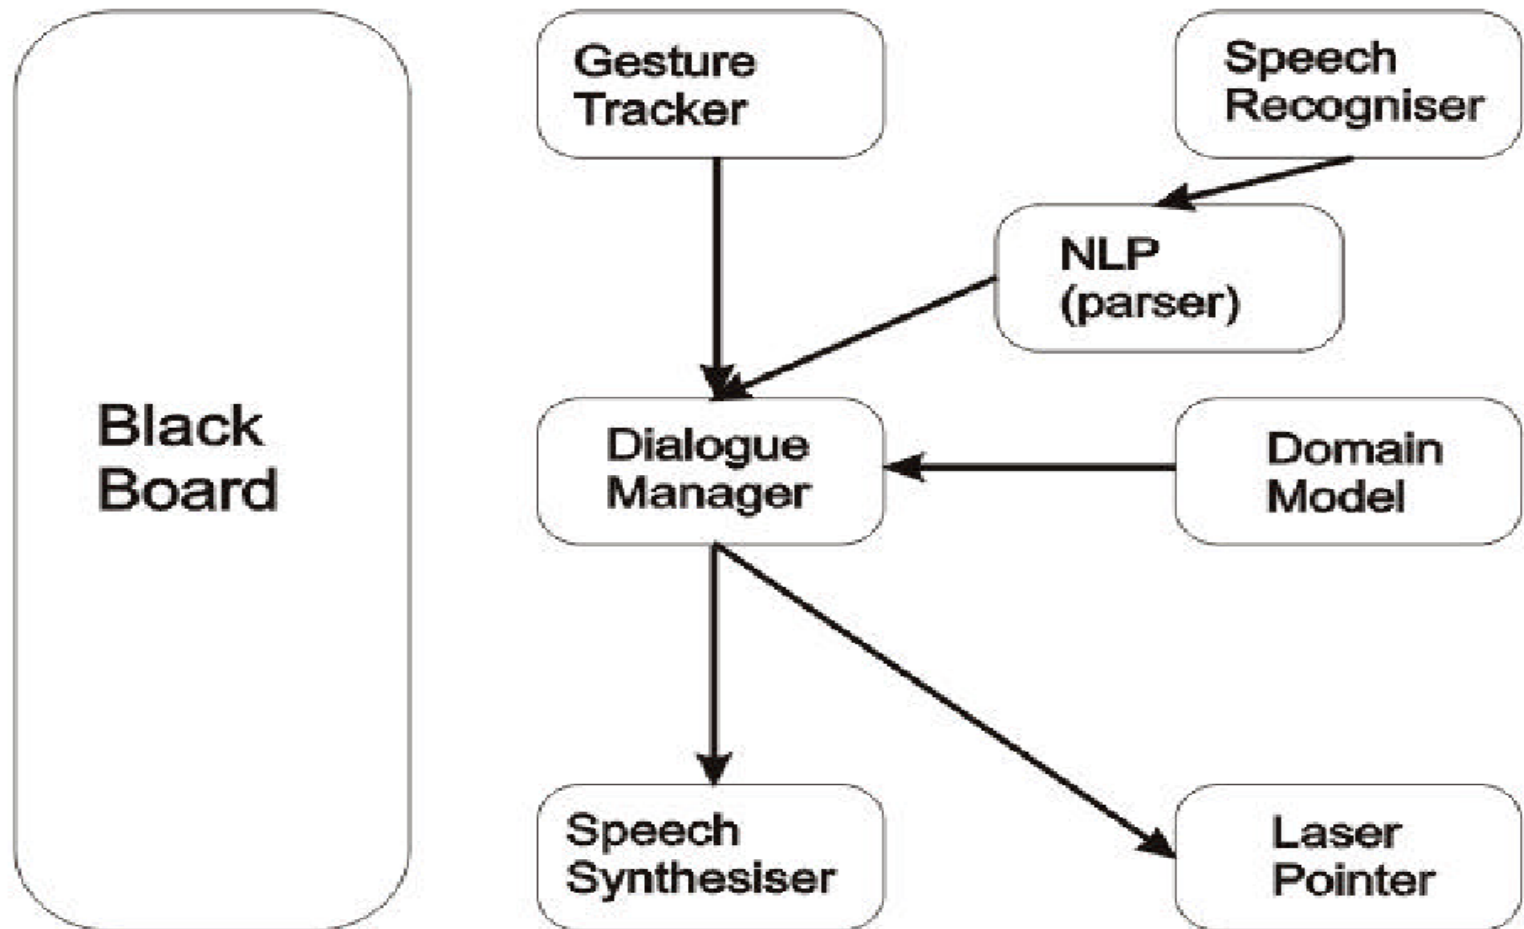 Black
Board
Gesture
Tracker
Speech
Recogniser
NLP
(parser)
Dialogue
Manager
Domain
Model
Speech
Synthesiser
Laser
Pointer